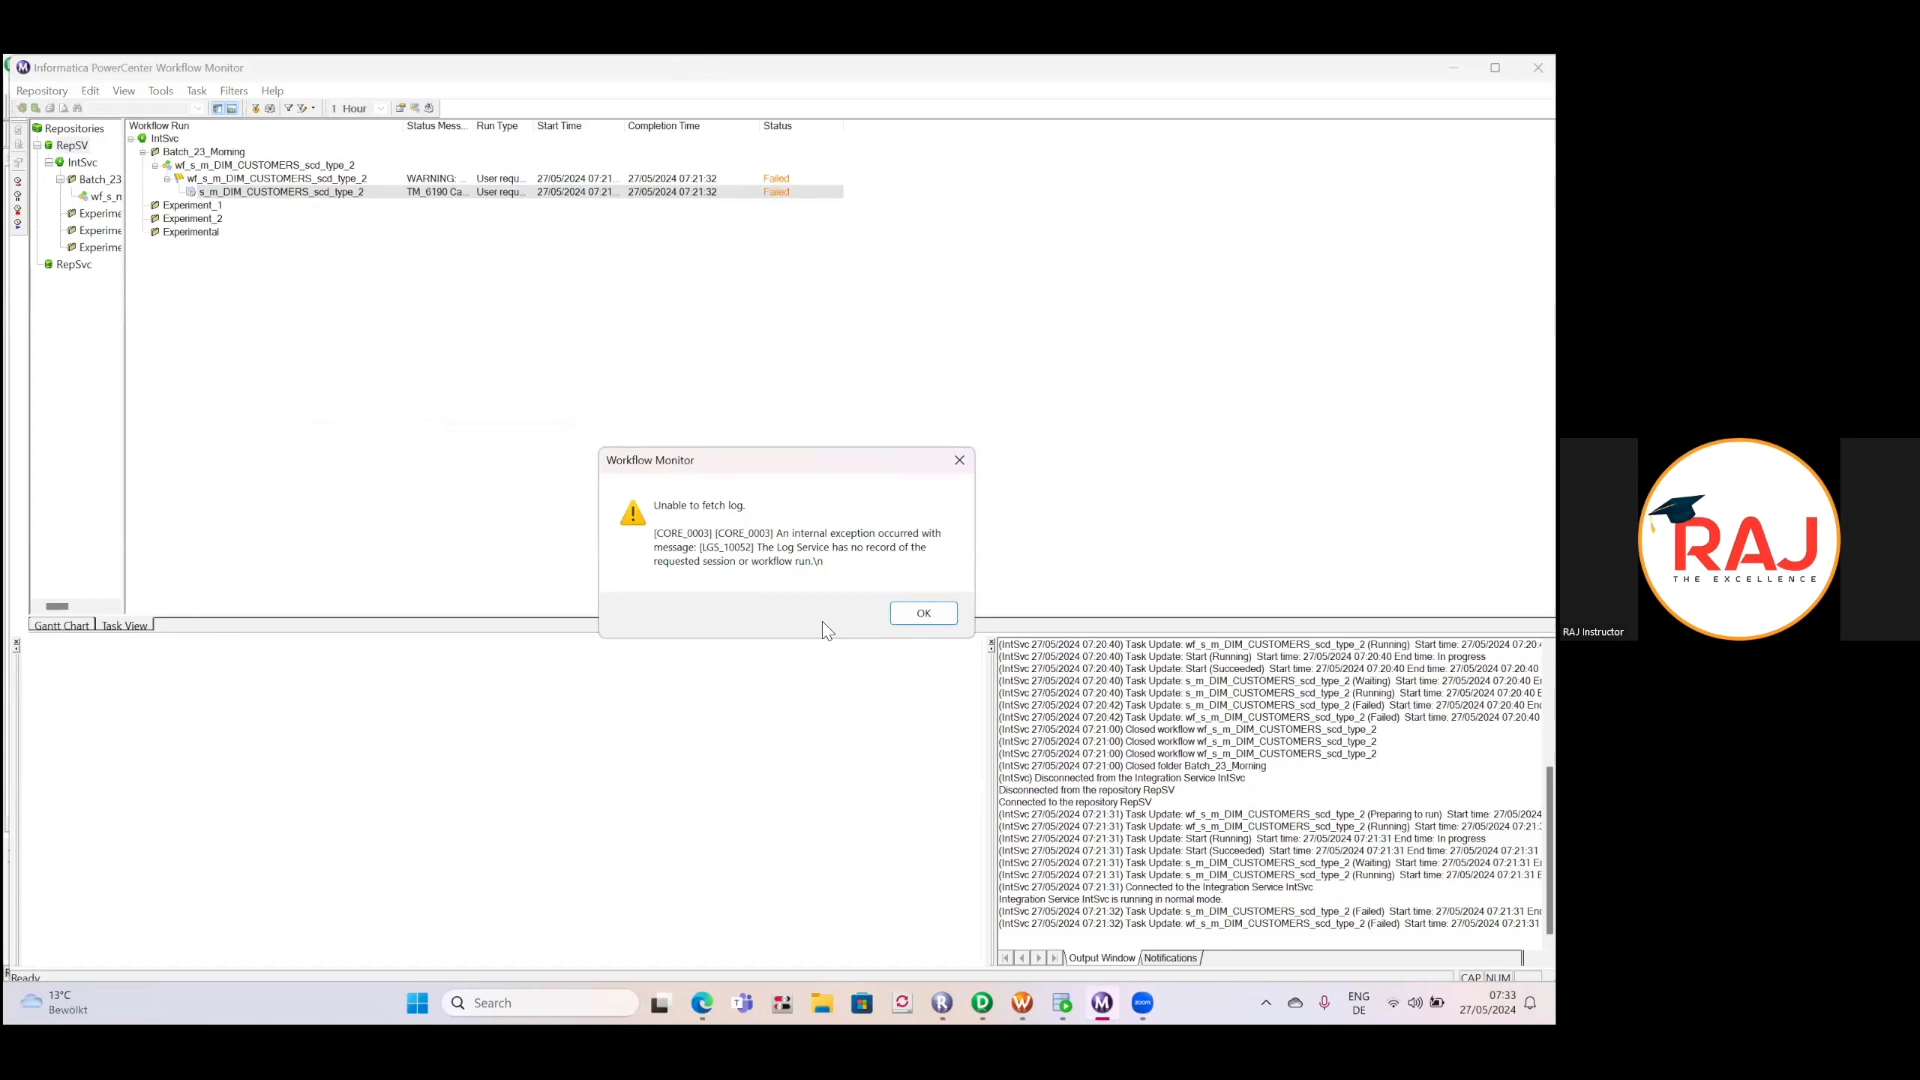 Informatica PowerCenter Workflow Monitor
Repository Edit View Tools Task Filters Help
1 Hour
Repositories
RepSV
IntSvc
Batch_23
wf_s_n
Experime
Experime
Experime
RepSvc
Workflow Run Status Mess... Run Type Start Time Completion Time Status
IntSvc
Batch_23_Morning
wf_s_m_DIM_CUSTOMERS_scd_type_2
wf_s_m_DIM_CUSTOMERS_scd_type_2 WARNING: ... User requ... 27/05/2024 07:21... 27/05/2024 07:21:32 Failed
s_m_DIM_CUSTOMERS_scd_type_2 TM_6190 Ca... User requ... 27/05/2024 07:21... 27/05/2024 07:21:32 Failed
Experiment_1
Experiment_2
Experimental
Workflow Monitor
Unable to fetch log.
[CORE_0003] [CORE_0003] An internal exception occurred with
message: [LGS_10052] The Log Service has no record of the
requested session or workflow run.\n
OK
Gantt Chart Task View
(IntSvc 27/05/2024 07:20:40) Task Update: wf_s_m_DIM_CUSTOMERS_scd_type_2 (Running) Start time: 27/05/2024 07:20:4
(IntSvc 27/05/2024 07:20:40) Task Update: Start (Running) Start time: 27/05/2024 07:20:40 End time: In progress
(IntSvc 27/05/2024 07:20:40) Task Update: Start (Succeeded) Start time: 27/05/2024 07:20:40 End time: 27/05/2024 07:20:40
(IntSvc 27/05/2024 07:20:40) Task Update: s_m_DIM_CUSTOMERS_scd_type_2 (Waiting) Start time: 27/05/2024 07:20:40 E
(IntSvc 27/05/2024 07:20:40) Task Update: s_m_DIM_CUSTOMERS_scd_type_2 (Running) Start time: 27/05/2024 07:20:40 E
(IntSvc 27/05/2024 07:20:42) Task Update: s_m_DIM_CUSTOMERS_scd_type_2 (Failed) Start time: 27/05/2024 07:20:40 End
(IntSvc 27/05/2024 07:20:42) Task Update: wf_s_m_DIM_CUSTOMERS_scd_type_2 (Failed) Start time: 27/05/2024 07:20:40
(IntSvc 27/05/2024 07:21:00) Closed workflow wf_s_m_DIM_CUSTOMERS_scd_type_2
(IntSvc 27/05/2024 07:21:00) Closed workflow wf_s_m_DIM_CUSTOMERS_scd_type_2
(IntSvc 27/05/2024 07:21:00) Closed workflow wf_s_m_DIM_CUSTOMERS_scd_type_2
(IntSvc 27/05/2024 07:21:00) Closed folder Batch_23_Morning
(IntSvc) Disconnected from the Integration Service IntSvc
Disconnected from the repository RepSV
Connected to the repository RepSV
(IntSvc 27/05/2024 07:21:31) Task Update: wf_s_m_DIM_CUSTOMERS_scd_type_2 (Preparing to run) Start time: 27/05/2024
(IntSvc 27/05/2024 07:21:31) Task Update: wf_s_m_DIM_CUSTOMERS_scd_type_2 (Running) Start time: 27/05/2024 07:21:
(IntSvc 27/05/2024 07:21:31) Task Update: Start (Running) Start time: 27/05/2024 07:21:31 End time: In progress
(IntSvc 27/05/2024 07:21:31) Task Update: Start (Succeeded) Start time: 27/05/2024 07:21:31 End time: 27/05/2024 07:21:31
(IntSvc 27/05/2024 07:21:31) Task Update: s_m_DIM_CUSTOMERS_scd_type_2 (Waiting) Start time: 27/05/2024 07:21:31 E
(IntSvc 27/05/2024 07:21:31) Task Update: s_m_DIM_CUSTOMERS_scd_type_2 (Running) Start time: 27/05/2024 07:21:31 E
(IntSvc 27/05/2024 07:21:31) Connected to the Integration Service IntSvc
Integration Service IntSvc is running in normal mode.
(IntSvc 27/05/2024 07:21:32) Task Update: s_m_DIM_CUSTOMERS_scd_type_2 (Failed) Start time: 27/05/2024 07:21:31 End
(IntSvc 27/05/2024 07:21:32) Task Update: wf_s_m_DIM_CUSTOMERS_scd_type_2 (Failed) Start time: 27/05/2024 07:21:31
Output Window Notifications
Ready
CAP NUM
13°C
Bewölkt
Search
zoom
ENG
DE
07:33
27/05/2024
RAJ
THE EXCELLENCE
RAJ Instructor